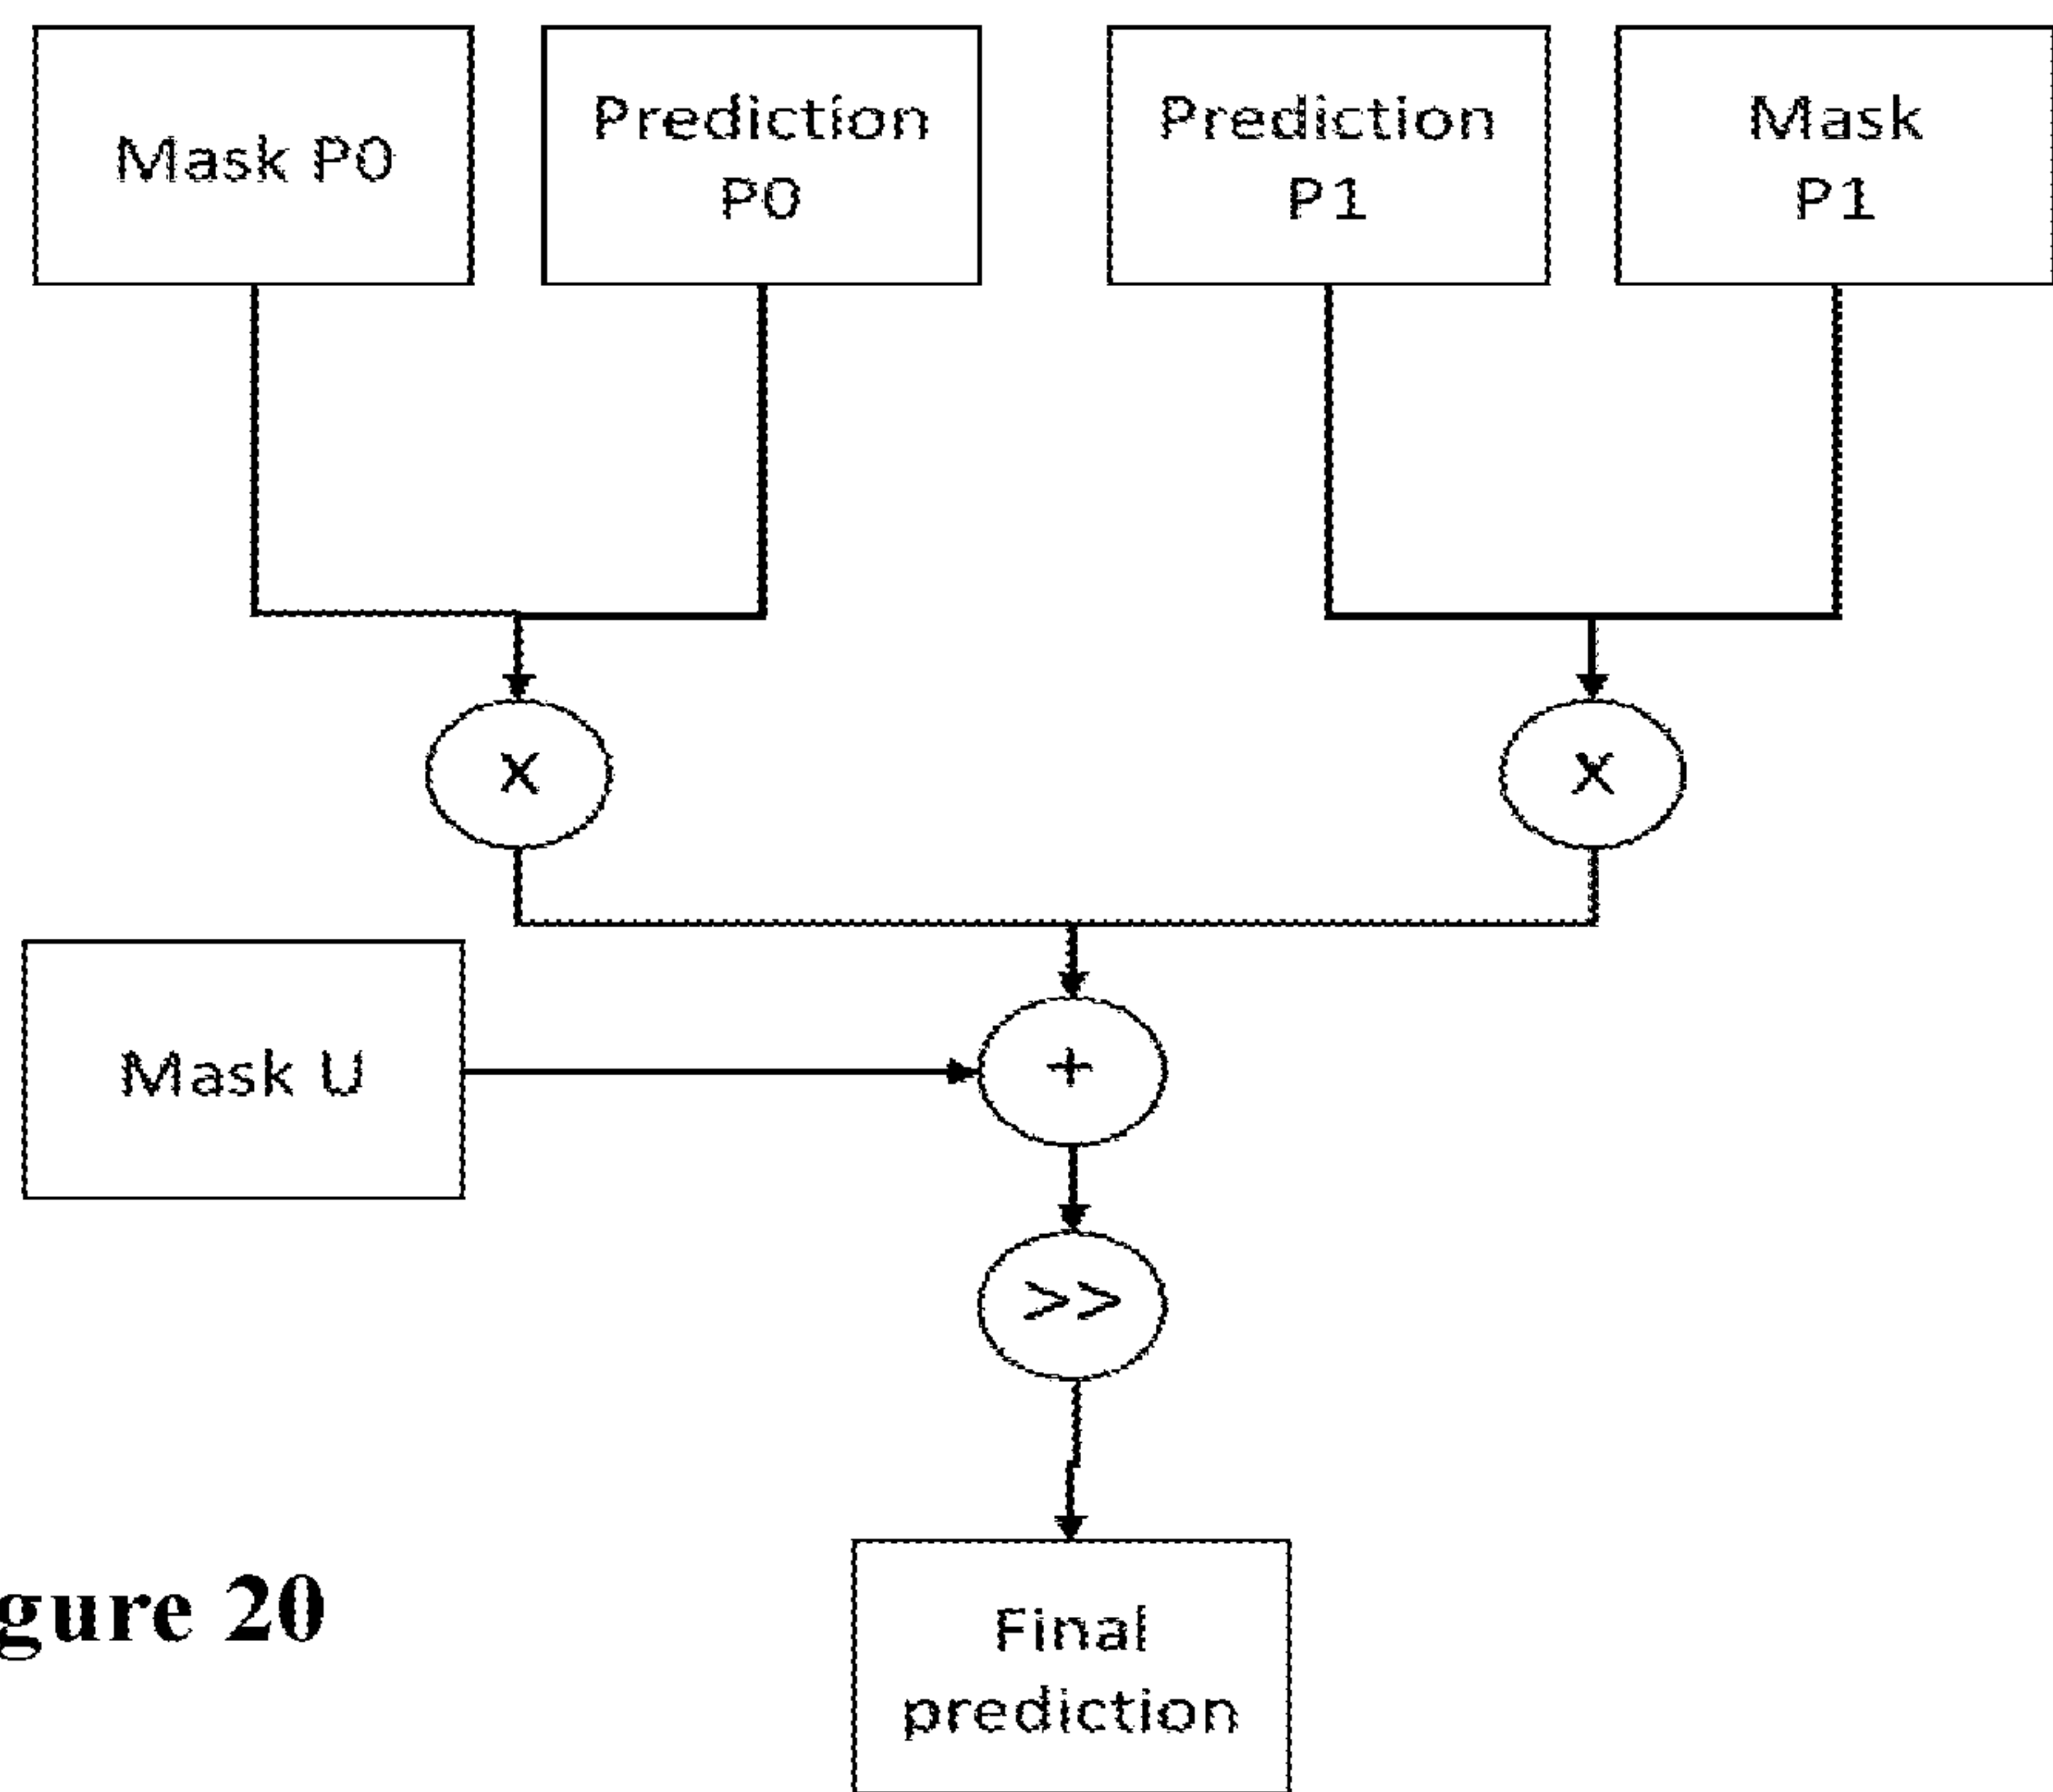 Mask P0
Prediction
P0
Prediction
P1
Mask
P1
x
x
Mask U
+
>>
gure 20
Final
prediction